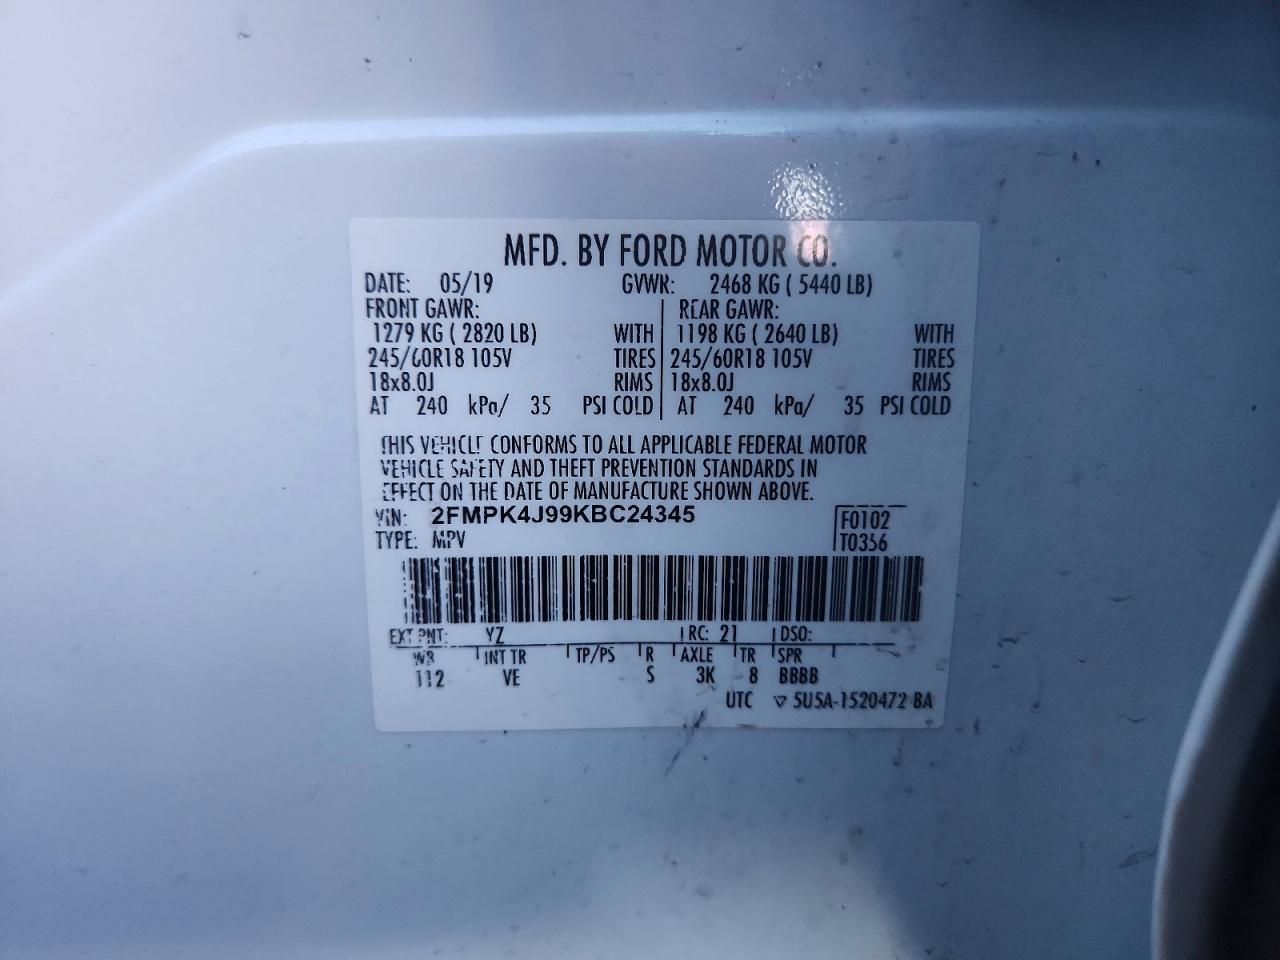 MFD. BY FORD MOTOR CO.
DATE: 05/19 GVWR: 2468 KG ( 5440 LB)
FRONT GAWR: REAR GAWR:
1279 KG ( 2820 LB) WITH 1198 KG ( 2640 LB) WITH
245/60R18 105V TIRES 245/60R18 105V TIRES
18x8.0J RIMS 18x8.0J RIMS
AT 240 kPa/ 35 PSI COLD AT 240 kPa/ 35 PSI COLD
THIS VEHICLE CONFORMS TO ALL APPLICABLE FEDERAL MOTOR
VEHICLE SAFETY AND THEFT PREVENTION STANDARDS IN
EFFECT ON THE DATE OF MANUFACTURE SHOWN ABOVE.
VIN: 2FMPK4J99KBC24345 F0102
TYPE: MPV T0356
EXT PNT: YZ RC: 21 DSO:
WB INT TR TP/PS R AXLE TR SPR
112 VE S 3K 8 BBBB
UTC ▽ 5U5A-1520472-BA